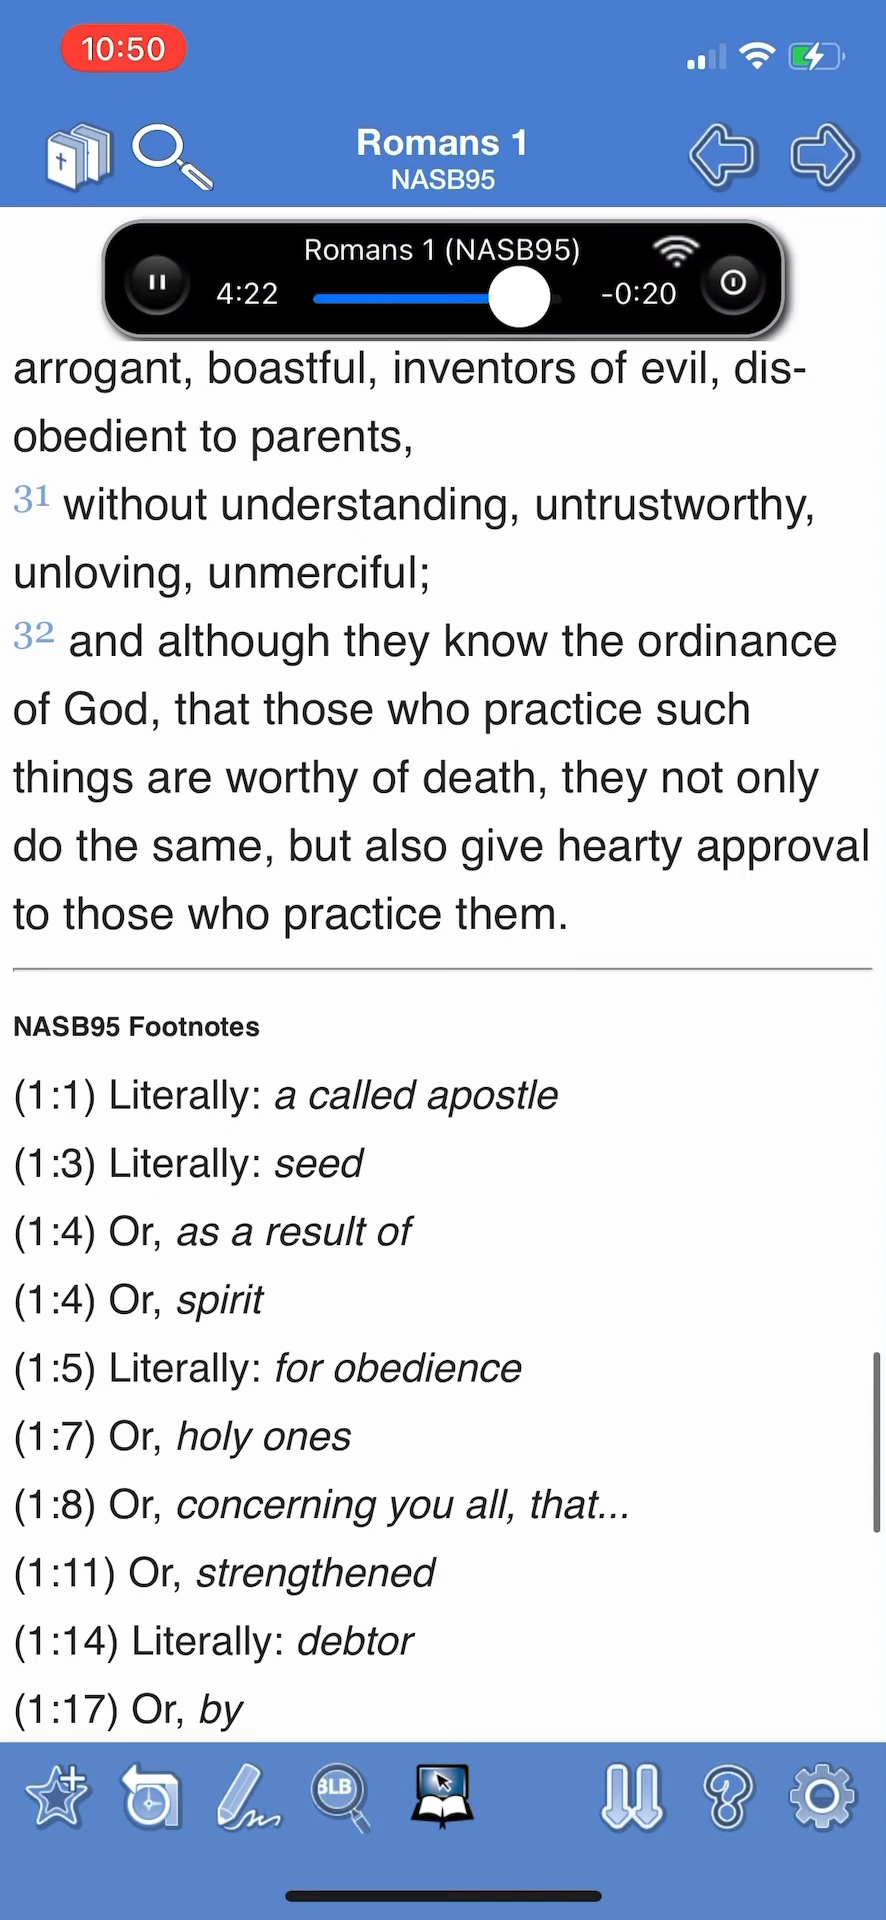 10:50
Romans 1
NASB95
Romans 1 (NASB95)
4:22
-0:20
arrogant, boastful, inventors of evil, dis-
obedient to parents,
31 without understanding, untrustworthy,
unloving, unmerciful;
32 and although they know the ordinance
of God, that those who practice such
things are worthy of death, they not only
do the same, but also give hearty approval
to those who practice them.
NASB95 Footnotes
(1:1) Literally: a called apostle
(1:3) Literally: seed
(1:4) Or, as a result of
(1:4) Or, spirit
(1:5) Literally: for obedience
(1:7) Or, holy ones
(1:8) Or, concerning you all, that...
(1:11) Or, strengthened
(1:14) Literally: debtor
(1:17) Or, by
BLB